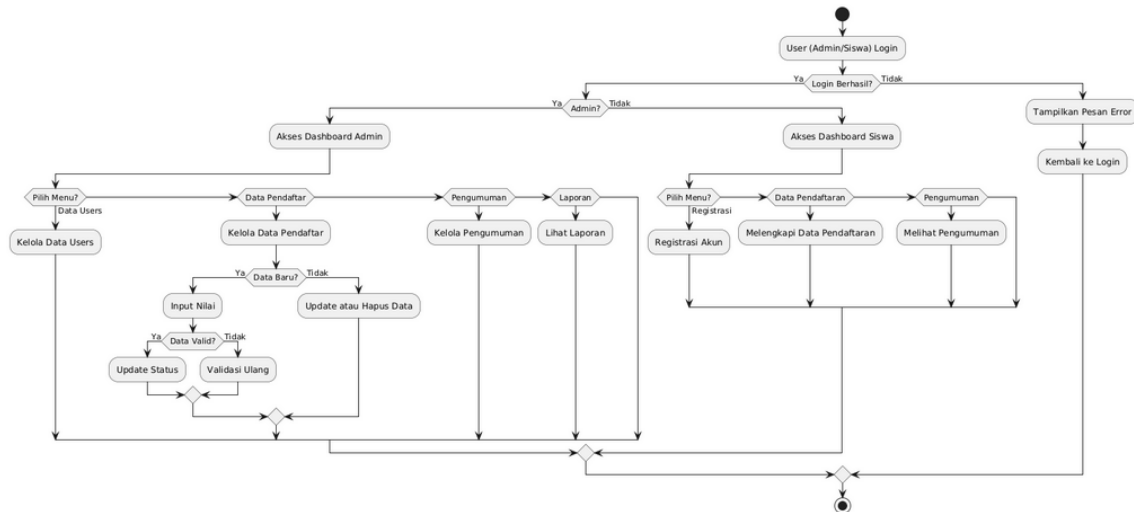 User (Admin/Siswa) Login
Ya
Login Berhasil?
Tidak
Ya
Admin?
Tidak
Tampilkan Pesan Error
Akses Dashboard Admin
Akses Dashboard Siswa
Kembali ke Login
Pilih Menu?
Data Users
Data Pendaftar
Pengumuman
Laporan
Pilih Menu?
Registrasi
Data Pendaftaran
Pengumuman
Kelola Data Users
Kelola Data Pendaftar
Kelola Pengumuman
Lihat Laporan
Registrasi Akun
Melengkapi Data Pendaftaran
Melihat Pengumuman
Ya
Data Baru?
Tidak
Input Nilai
Update atau Hapus Data
Ya
Data Valid?
Tidak
Update Status
Validasi Ulang